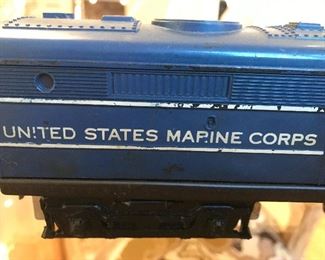 UNITED STATES MARINE CORPS